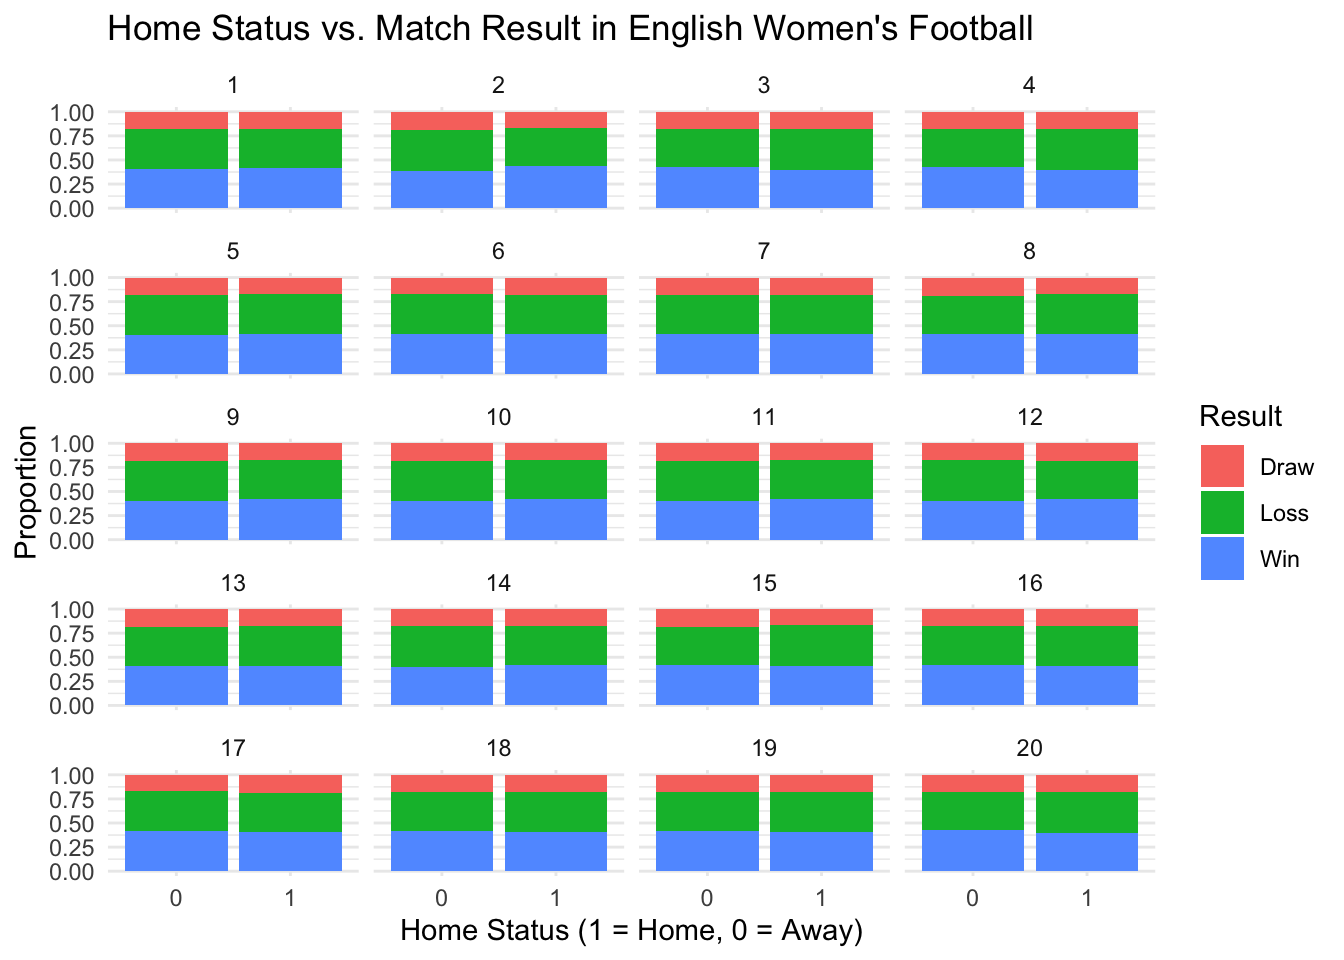 Home Status vs. Match Result in English Women's Football
1 2 3 4
1.00
0.75
0.50
0.25
0.00
5 6 7 8
1.00
0.75
0.50
0.25
0.00
9 10 11 12
1.00
0.75
0.50
0.25
0.00
13 14 15 16
1.00
0.75
0.50
0.25
0.00
17 18 19 20
1.00
0.75
0.50
0.25
0.00
0 1 0 1 0 1 0 1
Home Status (1 = Home, 0 = Away)
Proportion
Result
Draw
Loss
Win